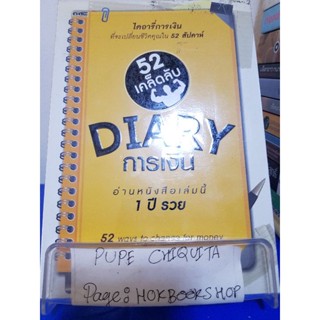 ไดอารี่การเงิน
ที่จะเปลี่ยนชีวิตคุณใน 52 สัปดาห์
52
เคล็ดลับ
DIARY
การเงิน
อ่านหนังสือเล่มนี้
1 ปี รวย
52 ways to change for money
PUPE CHIQUITA
Page: HOKBOOKSHOP